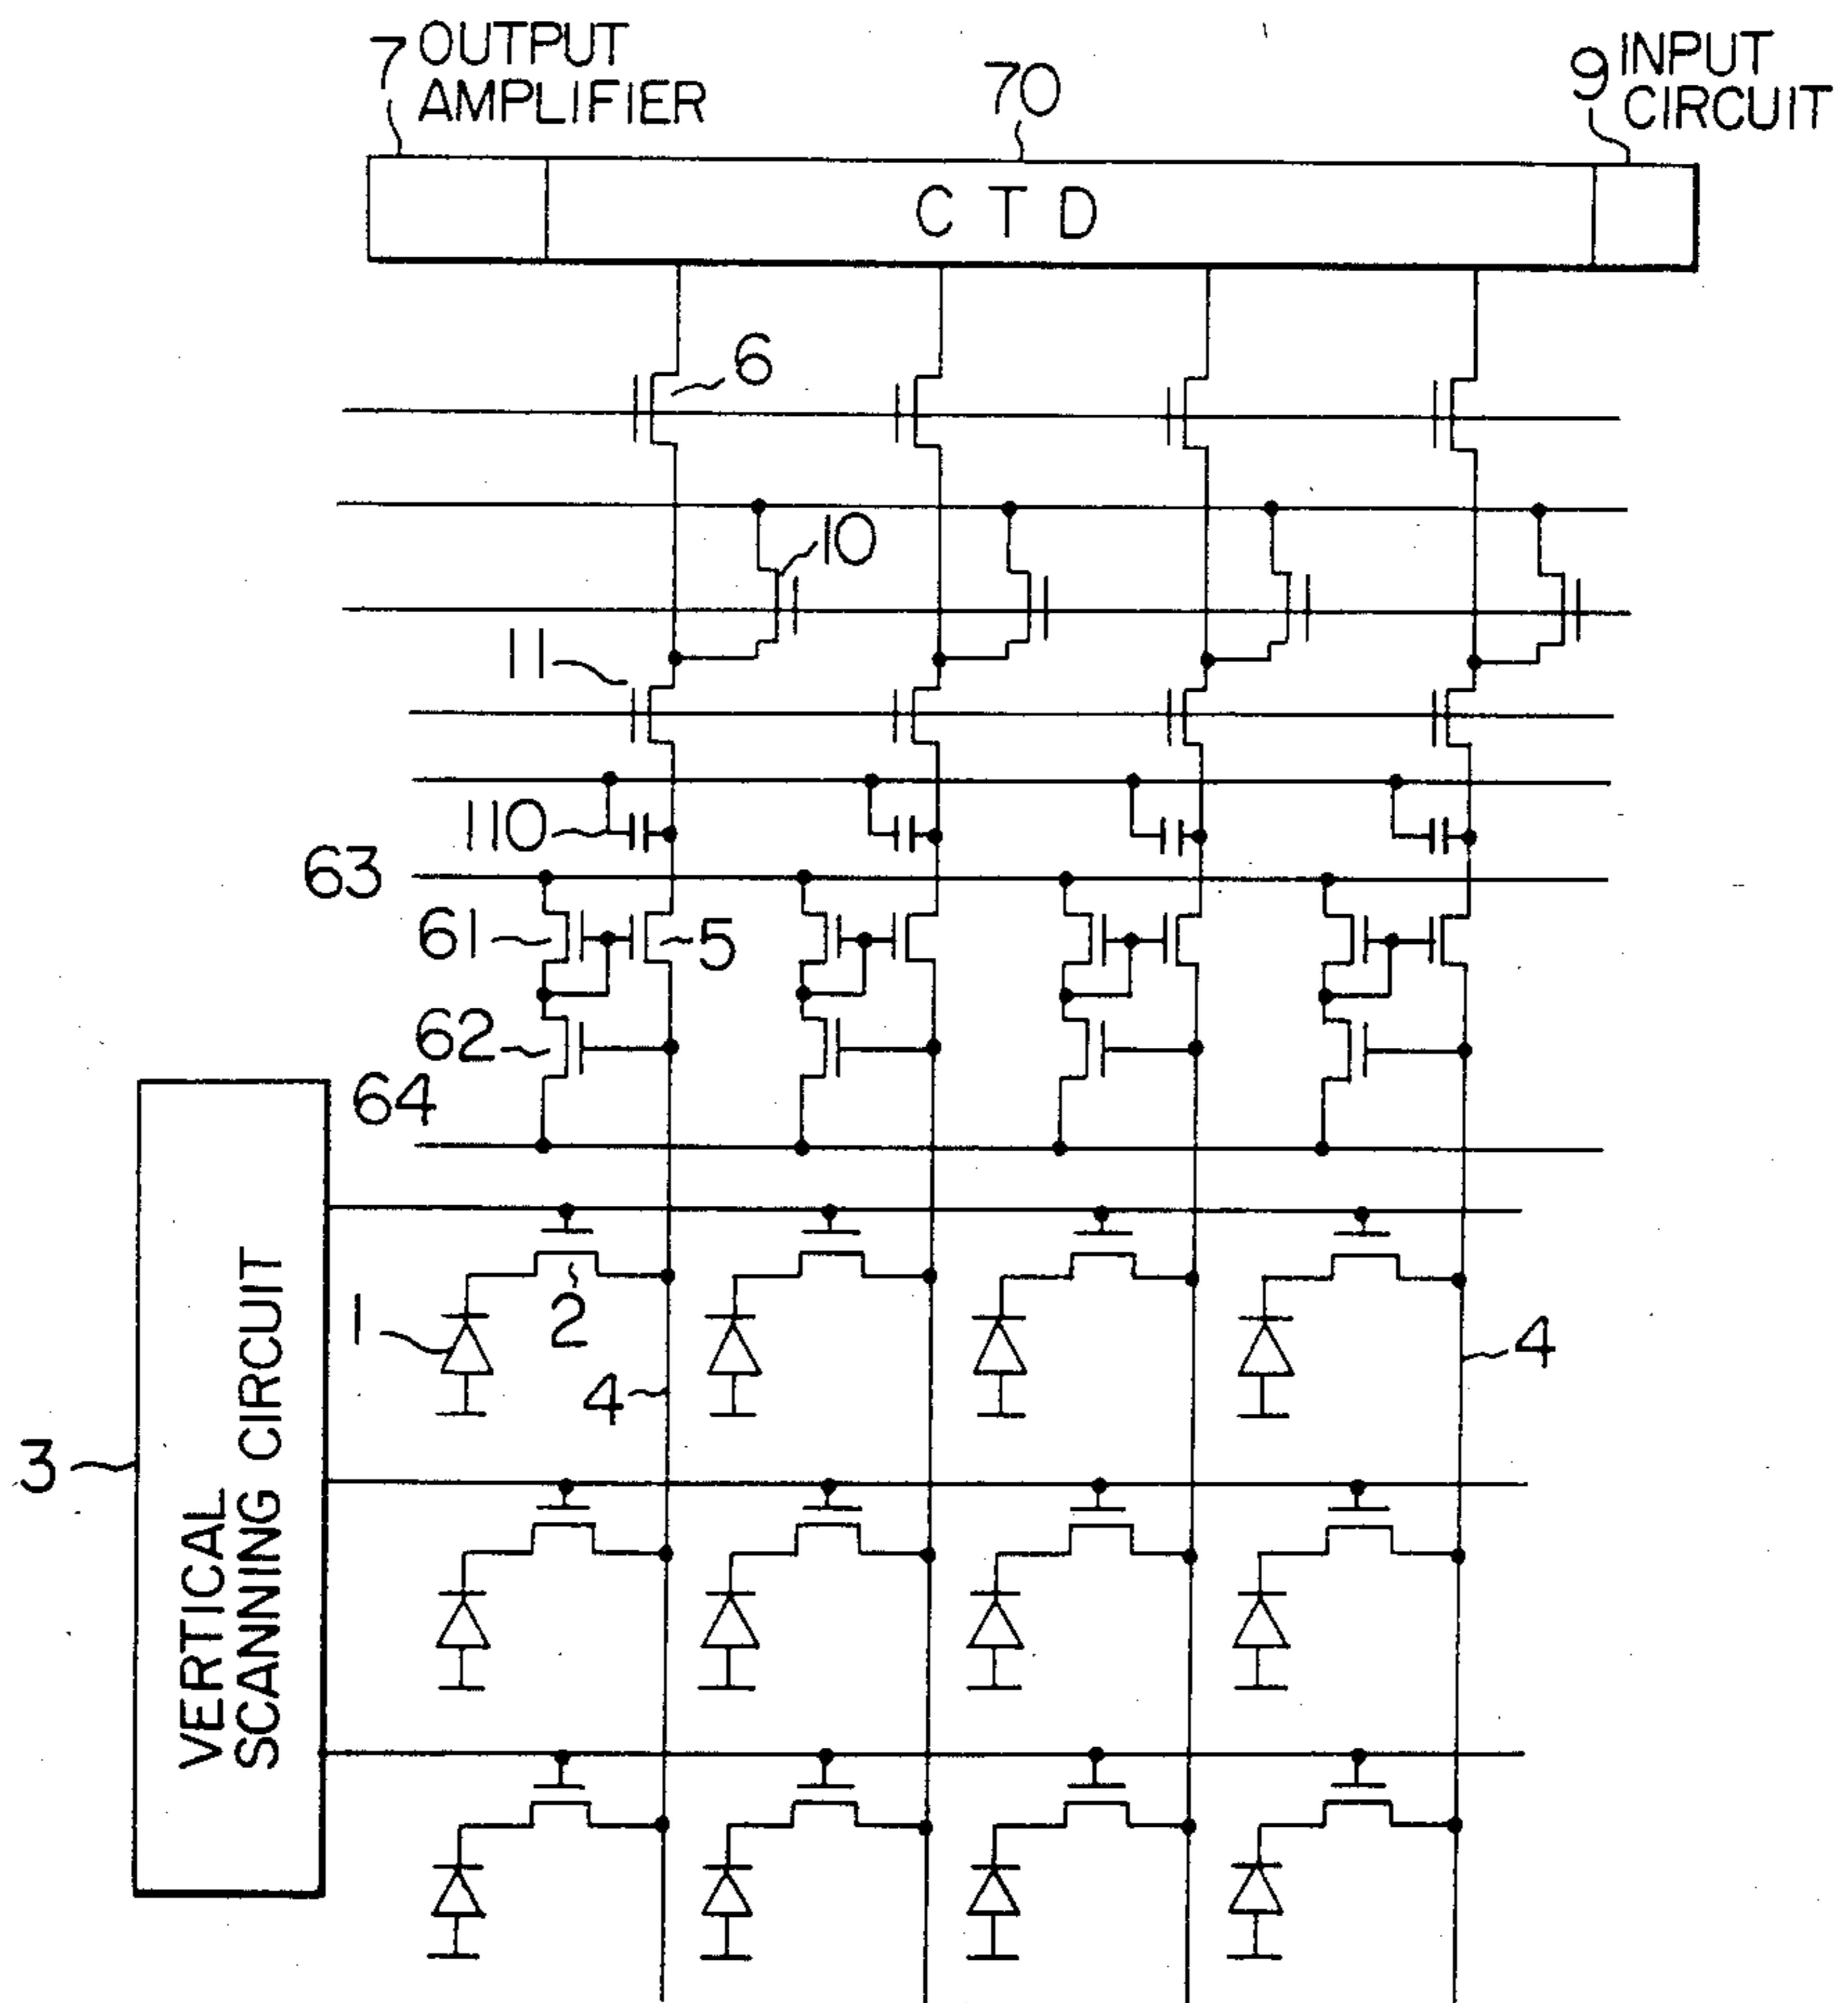 7 OUTPUT
AMPLIFIER
70
9 INPUT
CIRCUIT
C T D
6
10
11
110
63
61
5
62
64
1
2
4
4
3
VERTICAL
SCANNING CIRCUIT